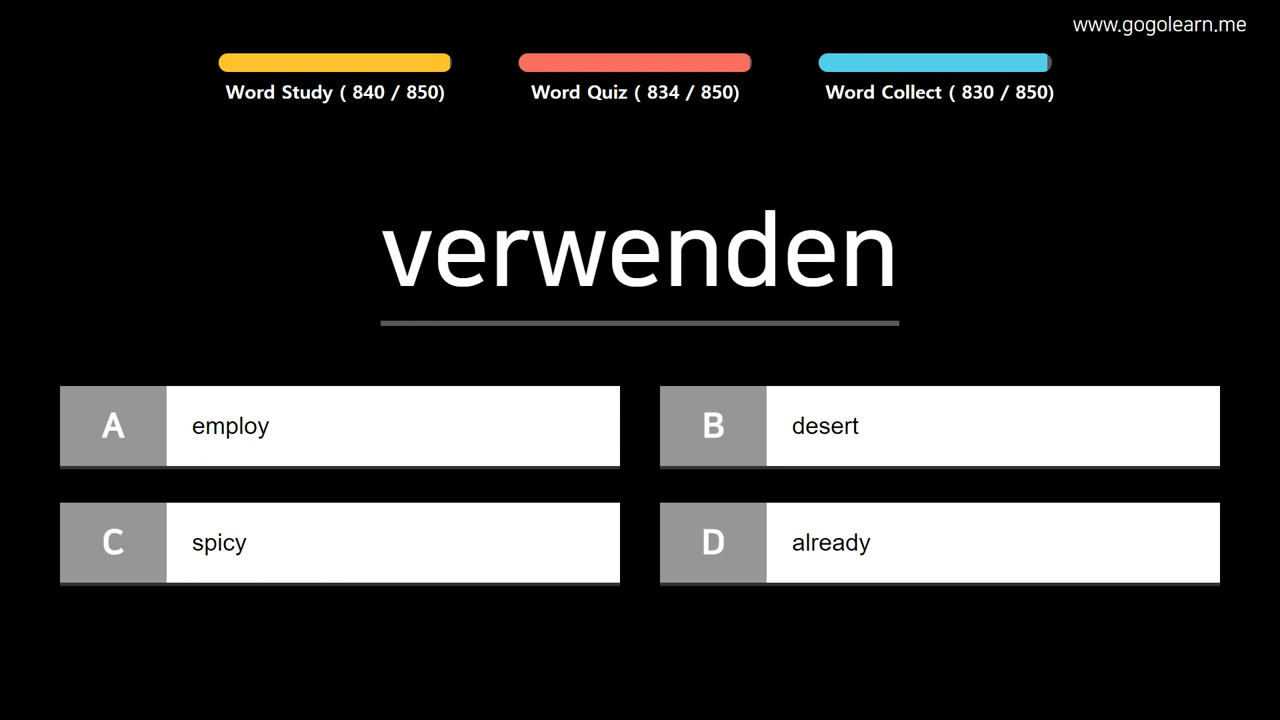 www.gogolearn.me
Word Study ( 840 / 850)
Word Quiz ( 834 / 850)
Word Collect ( 830 / 850)
verwenden
A employ
B desert
C spicy
D already